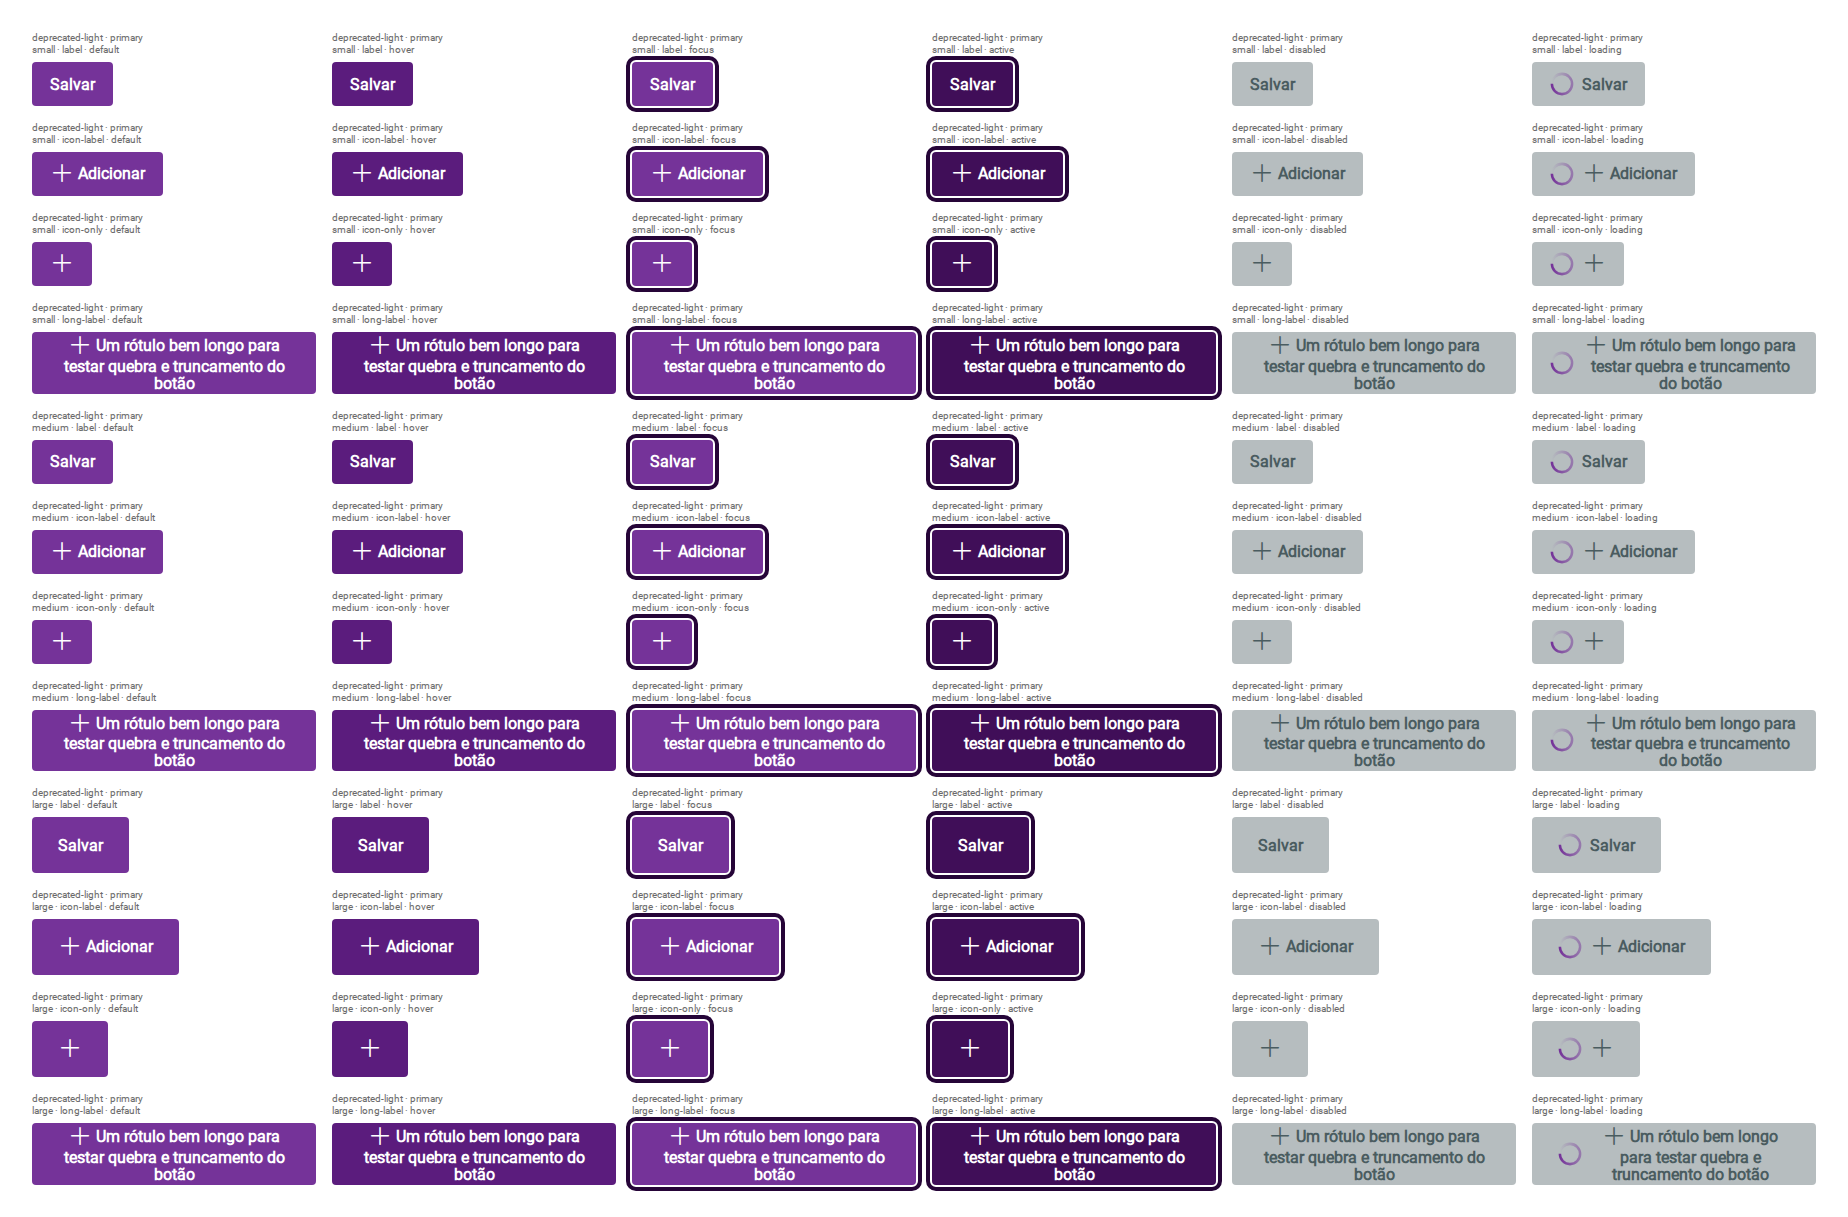 deprecated-light · primary
small · label · default
Salvar
deprecated-light · primary
small · label · hover
Salvar
deprecated-light · primary
small · label · focus
Salvar
deprecated-light · primary
small · label · active
Salvar
deprecated-light · primary
small · label · disabled
Salvar
deprecated-light · primary
small · label · loading
Salvar
deprecated-light · primary
small · icon-label · default
Adicionar
deprecated-light · primary
small · icon-label · hover
Adicionar
deprecated-light · primary
small · icon-label · focus
Adicionar
deprecated-light · primary
small · icon-label · active
Adicionar
deprecated-light · primary
small · icon-label · disabled
Adicionar
deprecated-light · primary
small · icon-label · loading
Adicionar
deprecated-light · primary
small · icon-only · default
deprecated-light · primary
small · icon-only · hover
deprecated-light · primary
small · icon-only · focus
deprecated-light · primary
small · icon-only · active
deprecated-light · primary
small · icon-only · disabled
deprecated-light · primary
small · icon-only · loading
deprecated-light · primary
small · long-label · default
Um rótulo bem longo para
testar quebra e truncamento do
botão
deprecated-light · primary
small · long-label · hover
Um rótulo bem longo para
testar quebra e truncamento do
botão
deprecated-light · primary
small · long-label · focus
Um rótulo bem longo para
testar quebra e truncamento do
botão
deprecated-light · primary
small · long-label · active
Um rótulo bem longo para
testar quebra e truncamento do
botão
deprecated-light · primary
small · long-label · disabled
Um rótulo bem longo para
testar quebra e truncamento do
botão
deprecated-light · primary
small · long-label · loading
Um rótulo bem longo para
testar quebra e truncamento
do botão
deprecated-light · primary
medium · label · default
Salvar
deprecated-light · primary
medium · label · hover
Salvar
deprecated-light · primary
medium · label · focus
Salvar
deprecated-light · primary
medium · label · active
Salvar
deprecated-light · primary
medium · label · disabled
Salvar
deprecated-light · primary
medium · label · loading
Salvar
deprecated-light · primary
medium · icon-label · default
Adicionar
deprecated-light · primary
medium · icon-label · hover
Adicionar
deprecated-light · primary
medium · icon-label · focus
Adicionar
deprecated-light · primary
medium · icon-label · active
Adicionar
deprecated-light · primary
medium · icon-label · disabled
Adicionar
deprecated-light · primary
medium · icon-label · loading
Adicionar
deprecated-light · primary
medium · icon-only · default
deprecated-light · primary
medium · icon-only · hover
deprecated-light · primary
medium · icon-only · focus
deprecated-light · primary
medium · icon-only · active
deprecated-light · primary
medium · icon-only · disabled
deprecated-light · primary
medium · icon-only · loading
deprecated-light · primary
medium · long-label · default
Um rótulo bem longo para
testar quebra e truncamento do
botão
deprecated-light · primary
medium · long-label · hover
Um rótulo bem longo para
testar quebra e truncamento do
botão
deprecated-light · primary
medium · long-label · focus
Um rótulo bem longo para
testar quebra e truncamento do
botão
deprecated-light · primary
medium · long-label · active
Um rótulo bem longo para
testar quebra e truncamento do
botão
deprecated-light · primary
medium · long-label · disabled
Um rótulo bem longo para
testar quebra e truncamento do
botão
deprecated-light · primary
medium · long-label · loading
Um rótulo bem longo para
testar quebra e truncamento
do botão
deprecated-light · primary
large · label · default
Salvar
deprecated-light · primary
large · label · hover
Salvar
deprecated-light · primary
large · label · focus
Salvar
deprecated-light · primary
large · label · active
Salvar
deprecated-light · primary
large · label · disabled
Salvar
deprecated-light · primary
large · label · loading
Salvar
deprecated-light · primary
large · icon-label · default
Adicionar
deprecated-light · primary
large · icon-label · hover
Adicionar
deprecated-light · primary
large · icon-label · focus
Adicionar
deprecated-light · primary
large · icon-label · active
Adicionar
deprecated-light · primary
large · icon-label · disabled
Adicionar
deprecated-light · primary
large · icon-label · loading
Adicionar
deprecated-light · primary
large · icon-only · default
deprecated-light · primary
large · icon-only · hover
deprecated-light · primary
large · icon-only · focus
deprecated-light · primary
large · icon-only · active
deprecated-light · primary
large · icon-only · disabled
deprecated-light · primary
large · icon-only · loading
deprecated-light · primary
large · long-label · default
Um rótulo bem longo para
testar quebra e truncamento do
botão
deprecated-light · primary
large · long-label · hover
Um rótulo bem longo para
testar quebra e truncamento do
botão
deprecated-light · primary
large · long-label · focus
Um rótulo bem longo para
testar quebra e truncamento do
botão
deprecated-light · primary
large · long-label · active
Um rótulo bem longo para
testar quebra e truncamento do
botão
deprecated-light · primary
large · long-label · disabled
Um rótulo bem longo para
testar quebra e truncamento do
botão
deprecated-light · primary
large · long-label · loading
Um rótulo bem longo
para testar quebra e
truncamento do botão